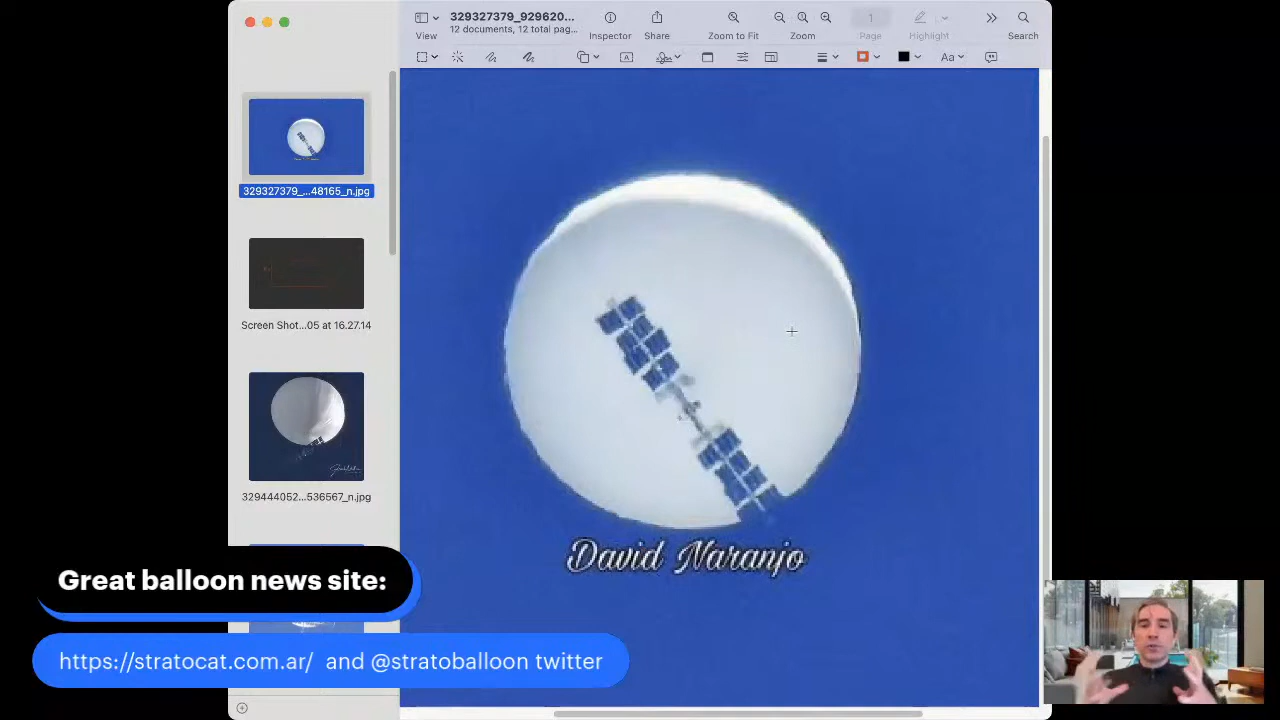 329327379_929620...
12 documents, 12 total pag...
View
Inspector
Share
Zoom to Fit
Zoom
1
Page
Highlight
Search
Aa
329327379_...48165_n.jpg
Screen Shot...05 at 16.27.14
329444052...536567_n.jpg
David Naranjo
Great balloon news site:
https://stratocat.com.ar/ and @stratoballoon twitter